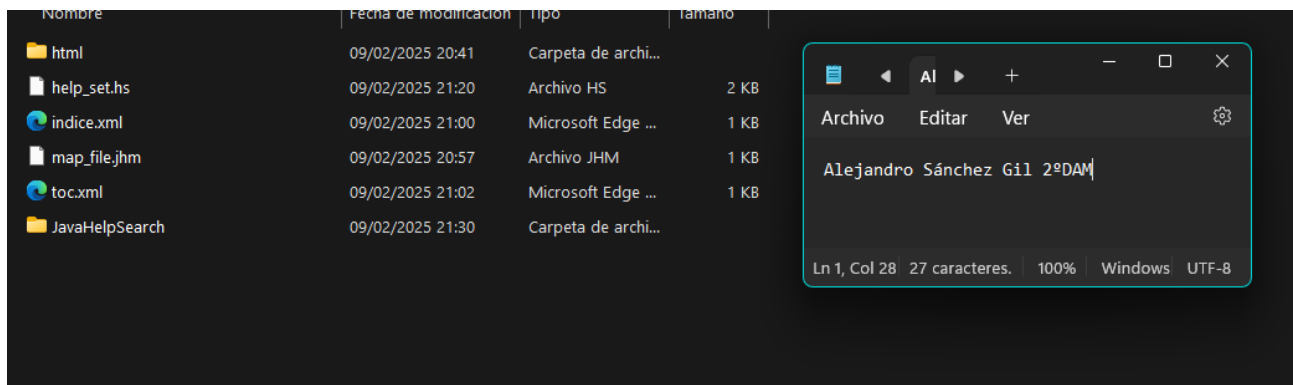 Nombre Fecha de modificación Tipo Tamaño
html 09/02/2025 20:41 Carpeta de archi...
help_set.hs 09/02/2025 21:20 Archivo HS 2 KB
indice.xml 09/02/2025 21:00 Microsoft Edge ... 1 KB
map_file.jhm 09/02/2025 20:57 Archivo JHM 1 KB
toc.xml 09/02/2025 21:02 Microsoft Edge ... 1 KB
JavaHelpSearch 09/02/2025 21:30 Carpeta de archi...
Al
Archivo Editar Ver
Alejandro Sánchez Gil 2ºDAM
Ln 1, Col 28 27 caracteres. 100% Windows UTF-8